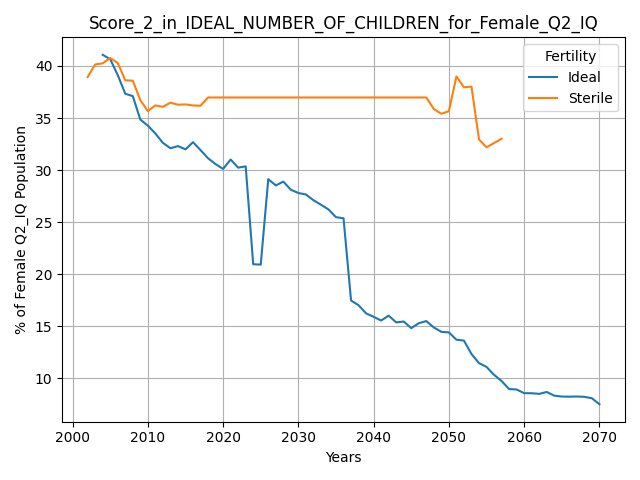 Score_2_in_IDEAL_NUMBER_OF_CHILDREN_for_Female_Q2_IQ
Fertility
Ideal
Sterile
% of Female Q2_IQ Population
40
35
30
25
20
15
10
2000 2010 2020 2030 2040 2050 2060 2070
Years